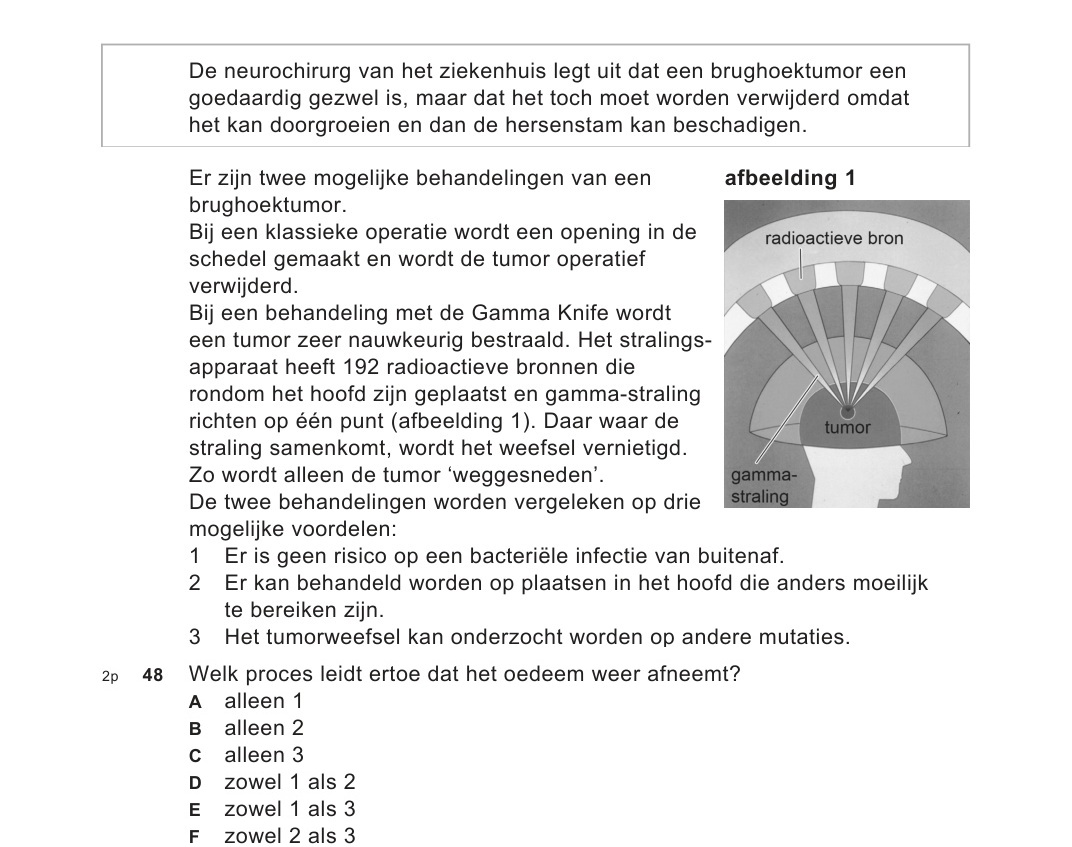 De neurochirurg van het ziekenhuis legt uit dat een brughoektumor een
goedaardig gezwel is, maar dat het toch moet worden verwijderd omdat
het kan doorgroeien en dan de hersenstam kan beschadigen.
Er zijn twee mogelijke behandelingen van een
brughoektumor.
Bij een klassieke operatie wordt een opening in de
schedel gemaakt en wordt de tumor operatief
verwijderd.
Bij een behandeling met de Gamma Knife wordt
een tumor zeer nauwkeurig bestraald. Het stralings-
apparaat heeft 192 radioactieve bronnen die
rondom het hoofd zijn geplaatst en gamma-straling
richten op één punt (afbeelding 1). Daar waar de
straling samenkomt, wordt het weefsel vernietigd.
Zo wordt alleen de tumor ‘weggesneden’.
afbeelding 1
radioactieve bron
tumor
gamma-
straling
De twee behandelingen worden vergeleken op drie
mogelijke voordelen:
1 Er is geen risico op een bacteriële infectie van buitenaf.
2 Er kan behandeld worden op plaatsen in het hoofd die anders moeilijk
te bereiken zijn.
3 Het tumorweefsel kan onderzocht worden op andere mutaties.
2p 48 Welk proces leidt ertoe dat het oedeem weer afneemt?
A alleen 1
B alleen 2
C alleen 3
D zowel 1 als 2
E zowel 1 als 3
F zowel 2 als 3